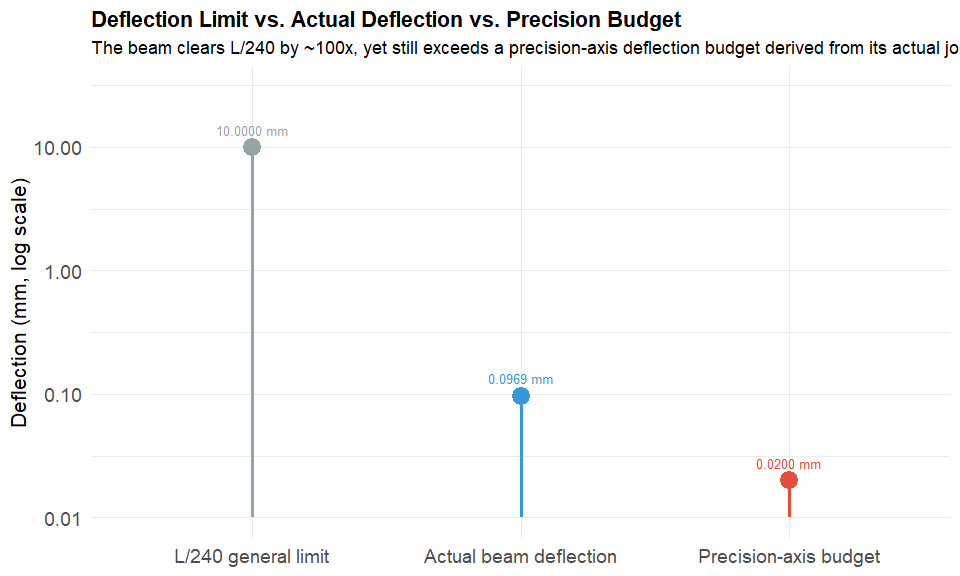 Deflection Limit vs. Actual Deflection vs. Precision Budget
The beam clears L/240 by ~100x, yet still exceeds a precision-axis deflection budget derived from its actual jo
Deflection (mm, log scale)
10.00
1.00
0.10
0.01
10.0000 mm
0.0969 mm
0.0200 mm
L/240 general limit
Actual beam deflection
Precision-axis budget